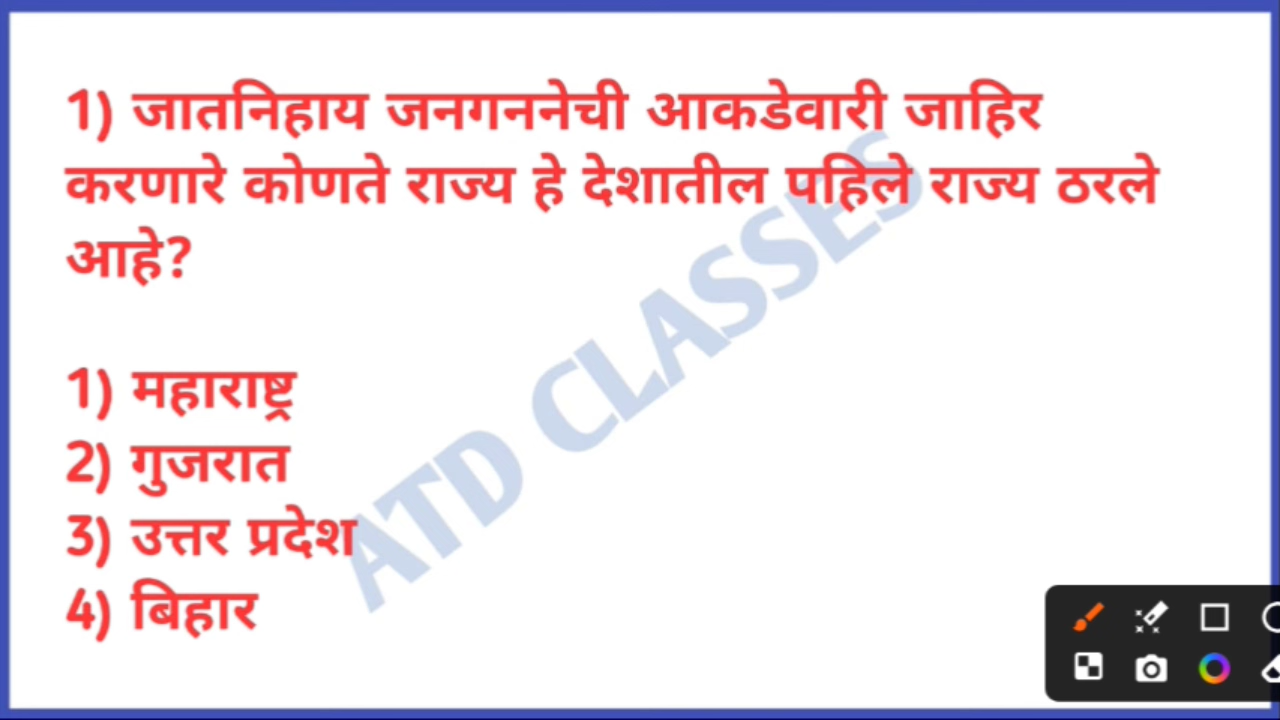 1) जातनिहाय जनगननेची आकडेवारी जाहिर
करणारे कोणते राज्य हे देशातील पहिले राज्य ठरले
आहे?
1) महाराष्ट्र
2) गुजरात
3) उत्तर प्रदेश
4) बिहार
ATD CLASSES